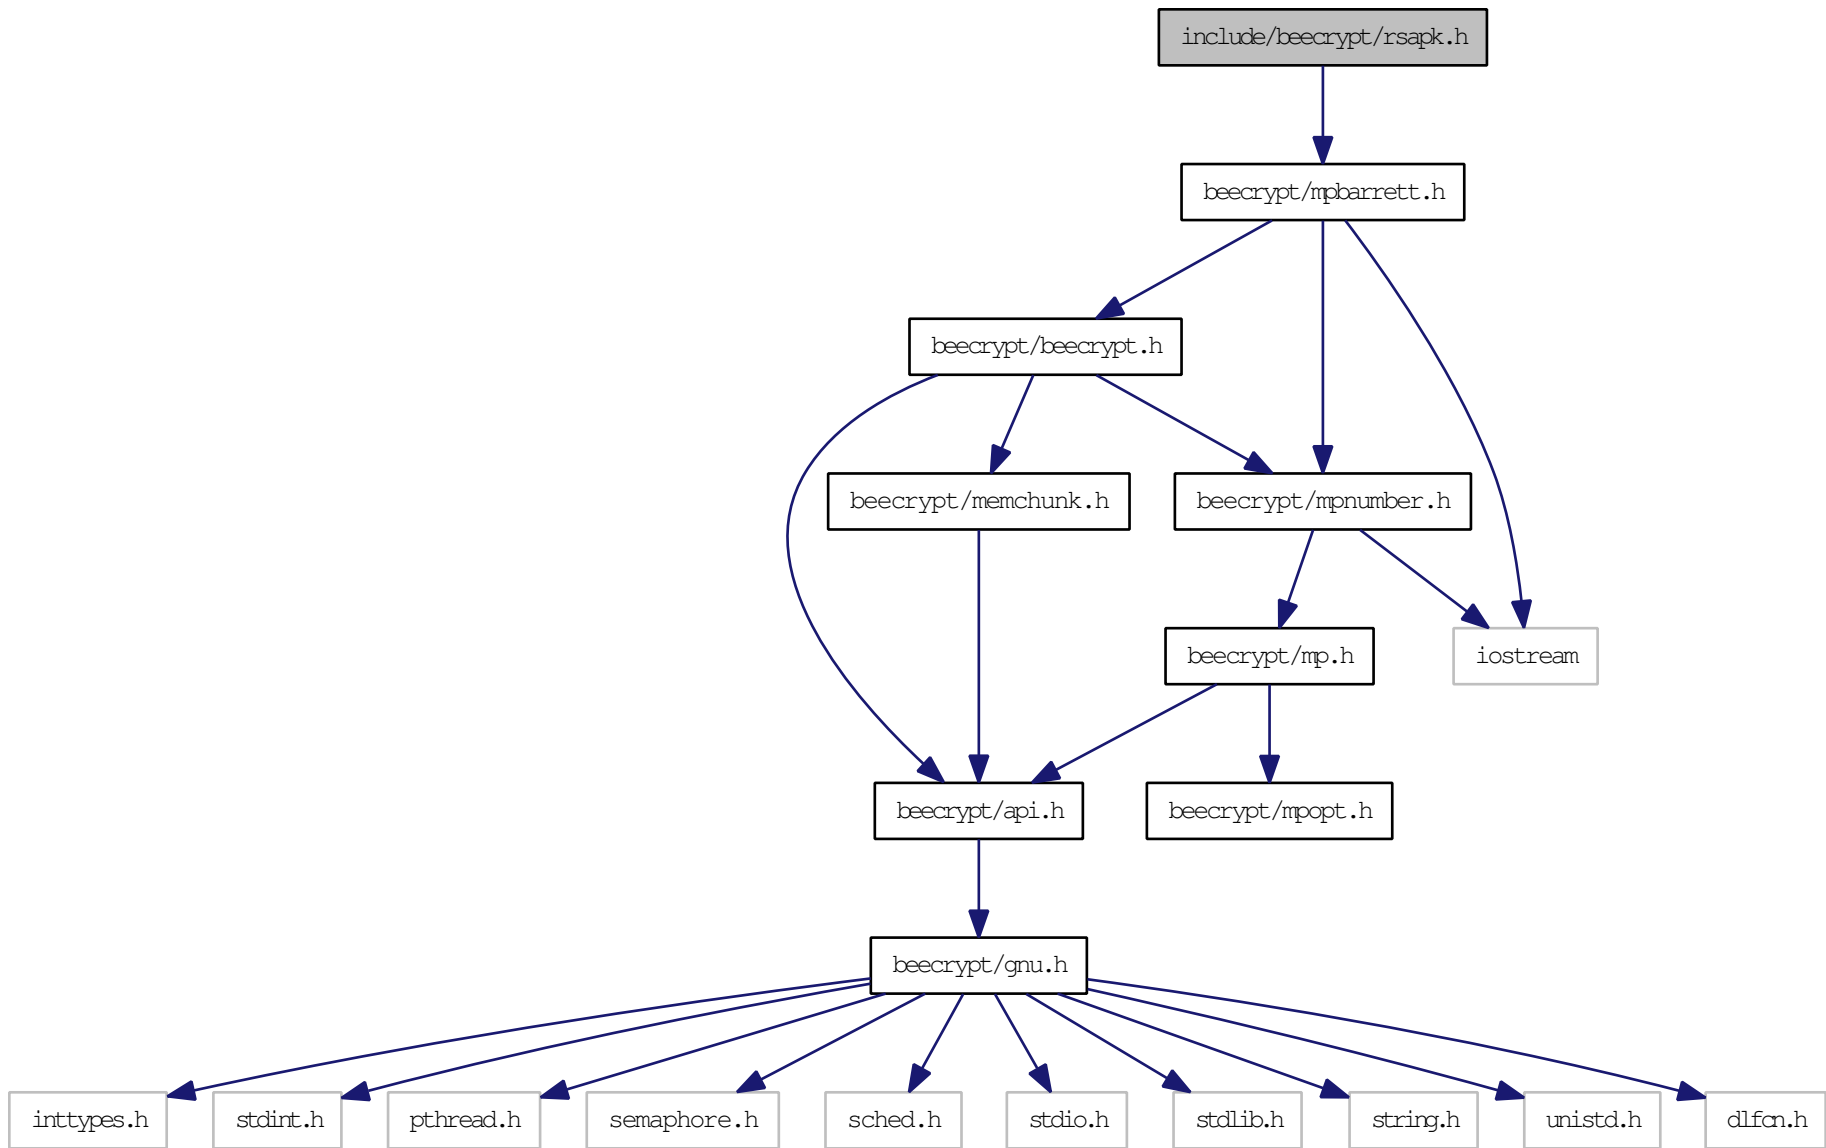 include/beecrypt/rsapk.h
beecrypt/mpbarrett.h
beecrypt/beecrypt.h
beecrypt/memchunk.h
beecrypt/mpnumber.h
beecrypt/mp.h
iostream
beecrypt/api.h
beecrypt/mpopt.h
beecrypt/gnu.h
inttypes.h
stdint.h
pthread.h
semaphore.h
sched.h
stdio.h
stdlib.h
string.h
unistd.h
dlfcn.h